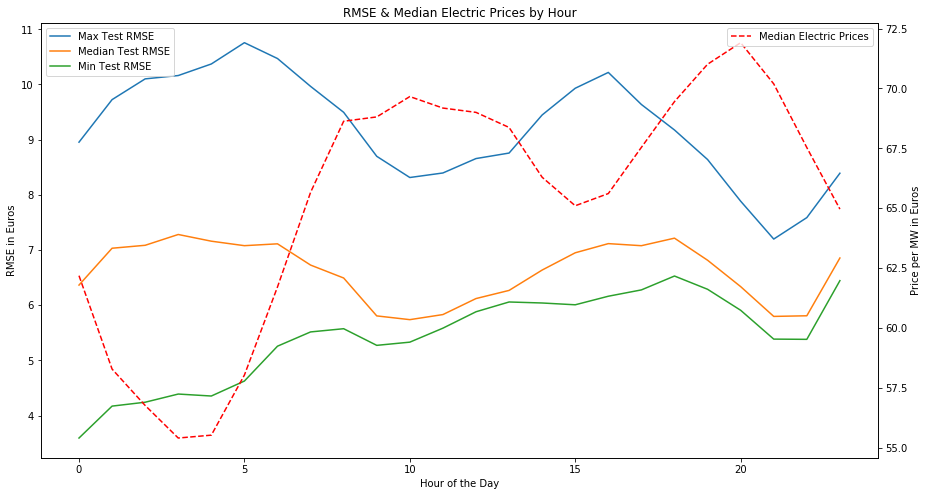 RMSE & Median Electric Prices by Hour
Max Test RMSE
Median Test RMSE
Min Test RMSE
Median Electric Prices
11
10
9
8
7
6
5
4
RMSE in Euros
72.5
70.0
67.5
65.0
62.5
60.0
57.5
55.0
Price per MW in Euros
0
5
10
15
20
Hour of the Day